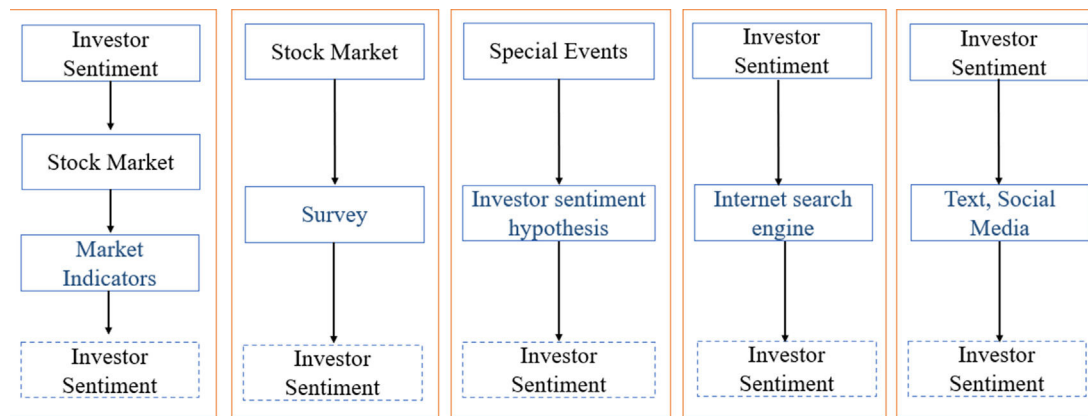 Investor
Sentiment
Stock Market
Market
Indicators
Investor
Sentiment
Stock Market
Survey
Investor
Sentiment
Special Events
Investor sentiment
hypothesis
Investor
Sentiment
Investor
Sentiment
Internet search
engine
Investor
Sentiment
Investor
Sentiment
Text, Social
Media
Investor
Sentiment